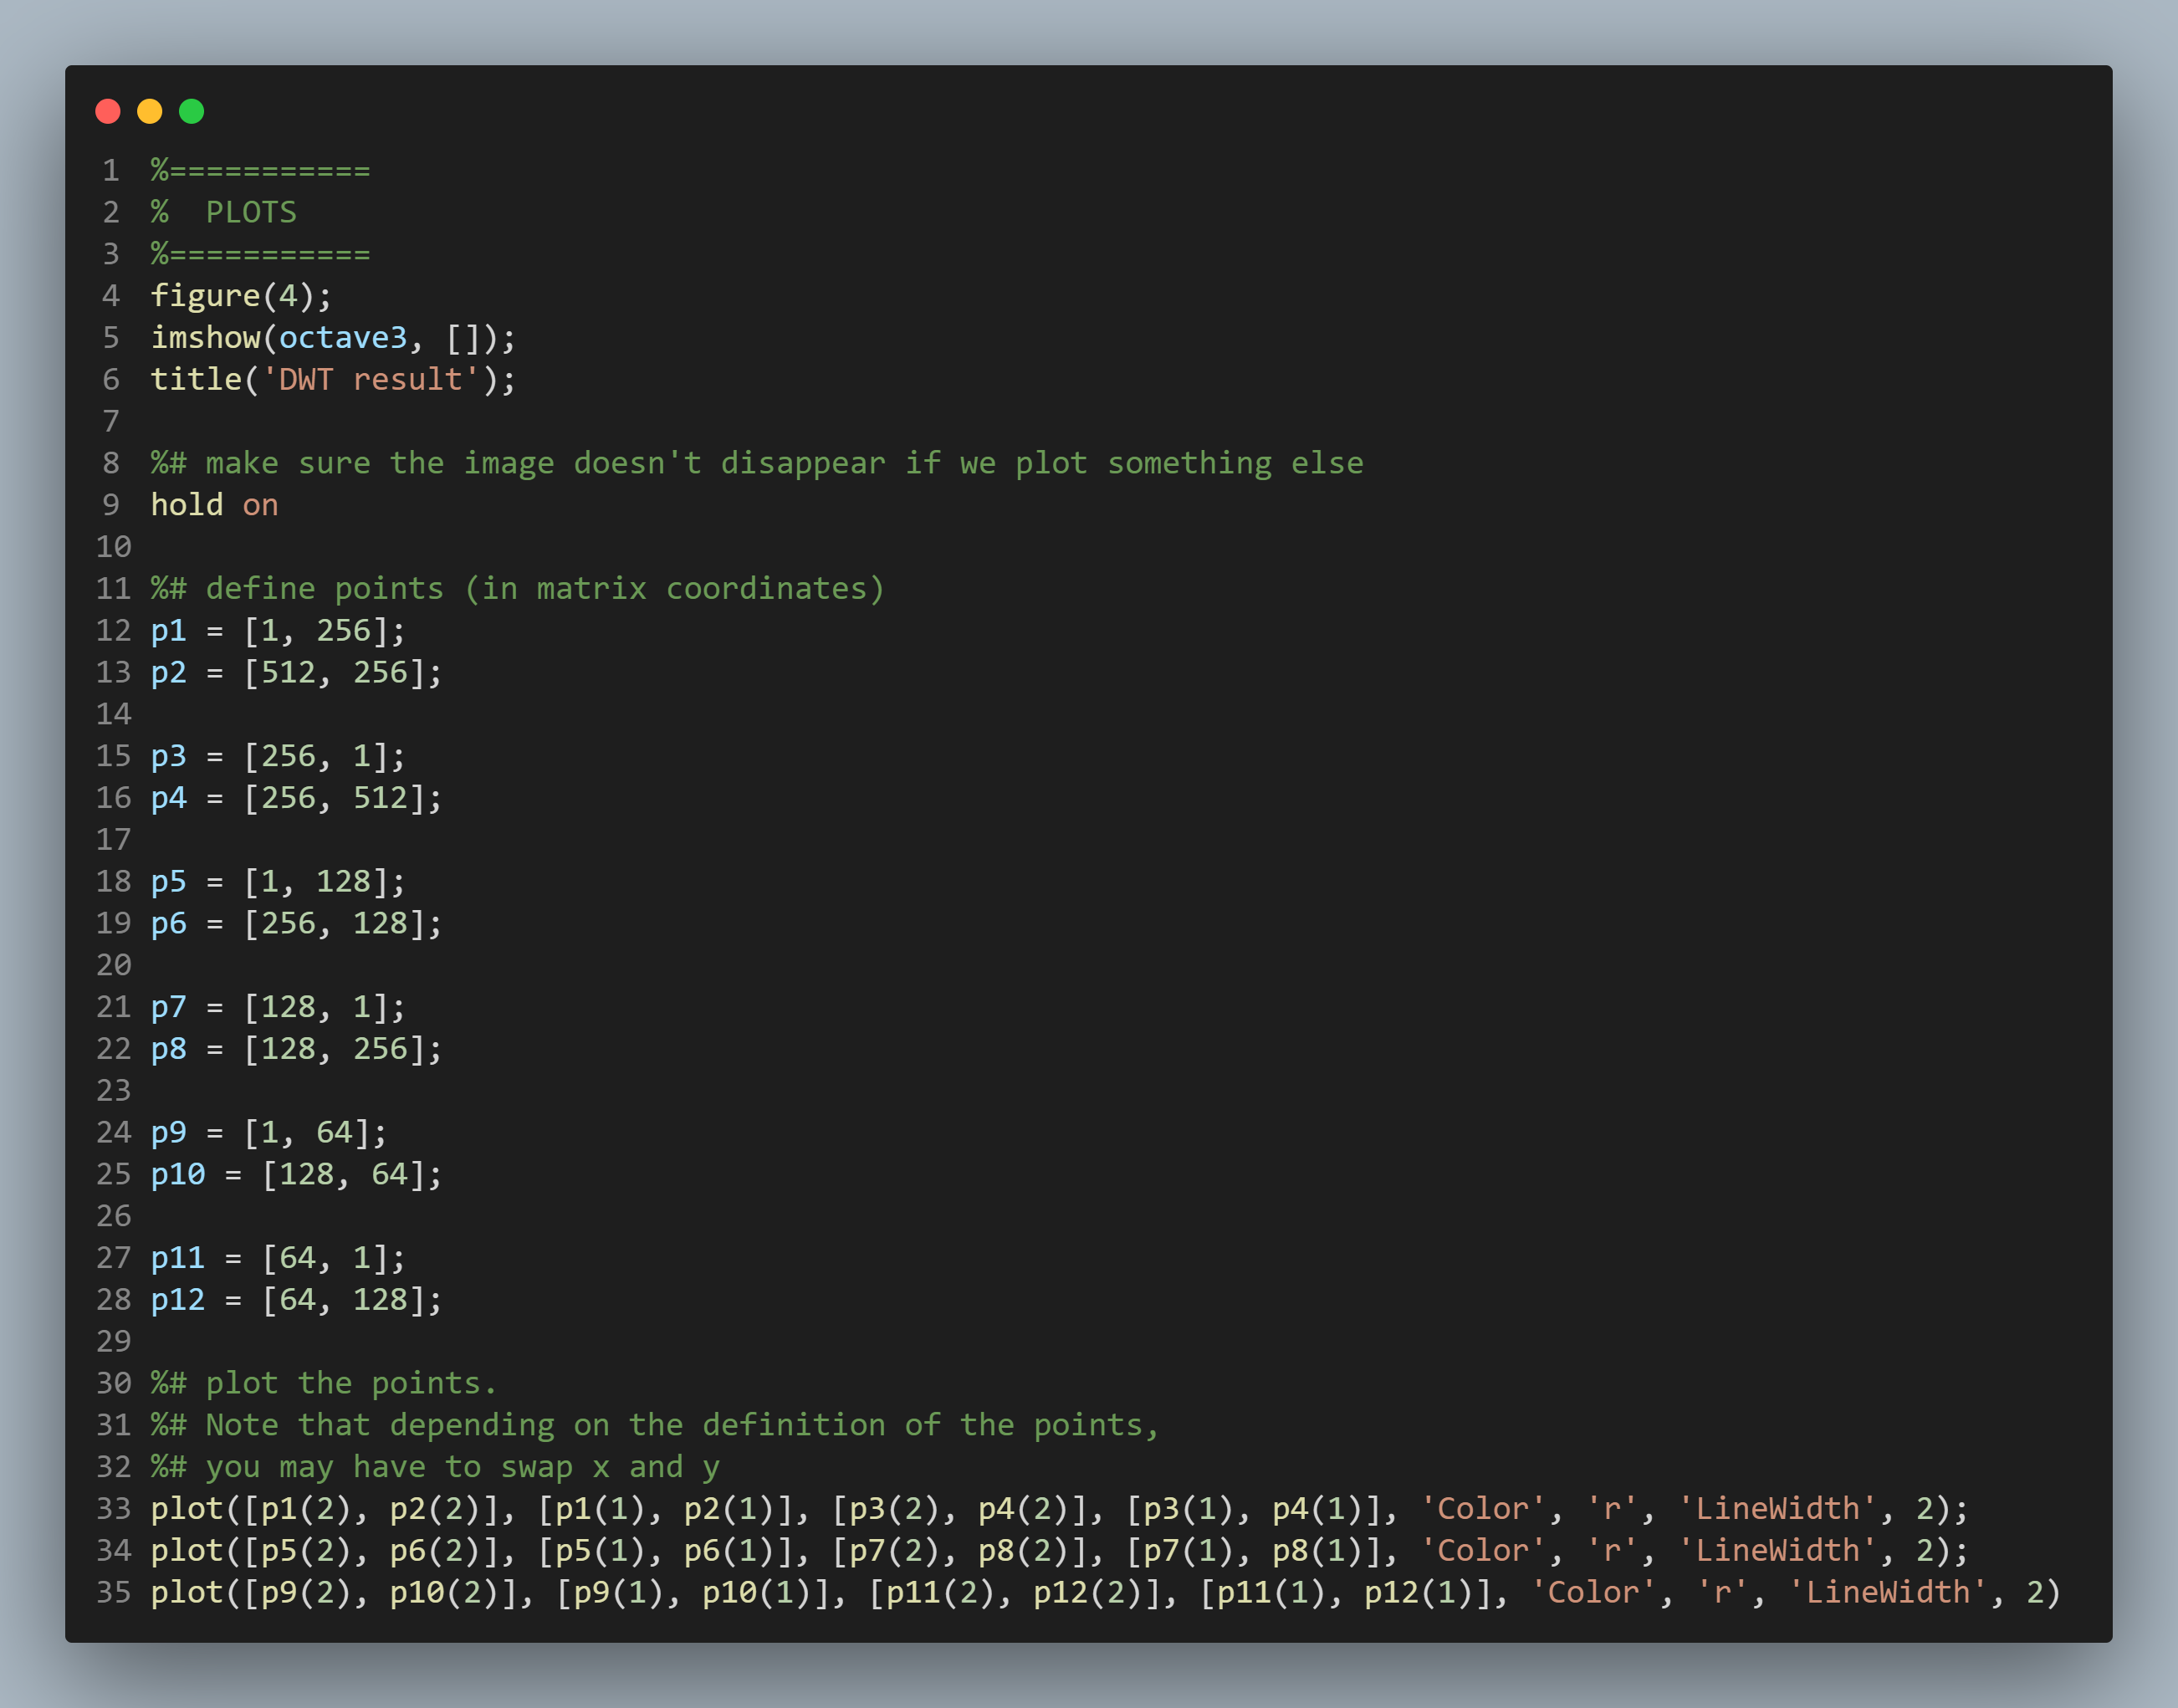 1 %===========
2 %  PLOTS
3 %===========
4 figure(4);
5 imshow(octave3, []);
6 title('DWT result');
7
8 %# make sure the image doesn't disappear if we plot something else
9 hold on
10
11 %# define points (in matrix coordinates)
12 p1 = [1, 256];
13 p2 = [512, 256];
14
15 p3 = [256, 1];
16 p4 = [256, 512];
17
18 p5 = [1, 128];
19 p6 = [256, 128];
20
21 p7 = [128, 1];
22 p8 = [128, 256];
23
24 p9 = [1, 64];
25 p10 = [128, 64];
26
27 p11 = [64, 1];
28 p12 = [64, 128];
29
30 %# plot the points.
31 %# Note that depending on the definition of the points,
32 %# you may have to swap x and y
33 plot([p1(2), p2(2)], [p1(1), p2(1)], [p3(2), p4(2)], [p3(1), p4(1)], 'Color', 'r', 'LineWidth', 2);
34 plot([p5(2), p6(2)], [p5(1), p6(1)], [p7(2), p8(2)], [p7(1), p8(1)], 'Color', 'r', 'LineWidth', 2);
35 plot([p9(2), p10(2)], [p9(1), p10(1)], [p11(2), p12(2)], [p11(1), p12(1)], 'Color', 'r', 'LineWidth', 2)